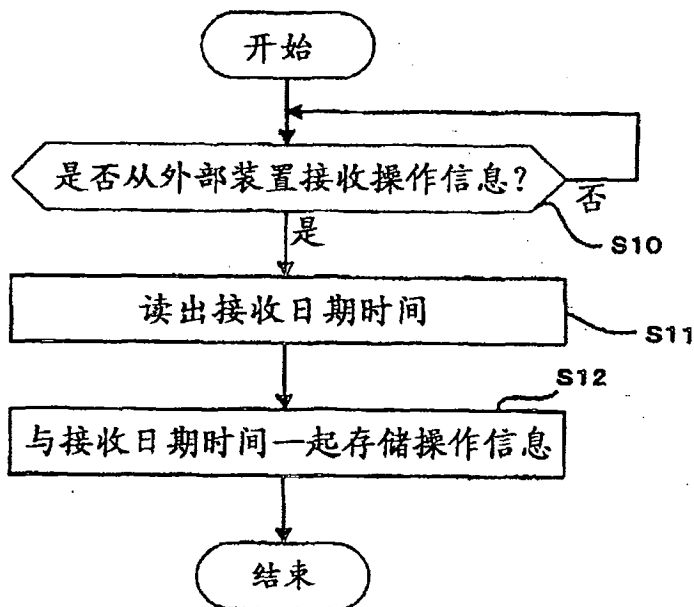 开始
是否从外部装置接收操作信息?
否
是
S10
读出接收日期时间
S11
S12
与接收日期时间一起存储操作信息
结束